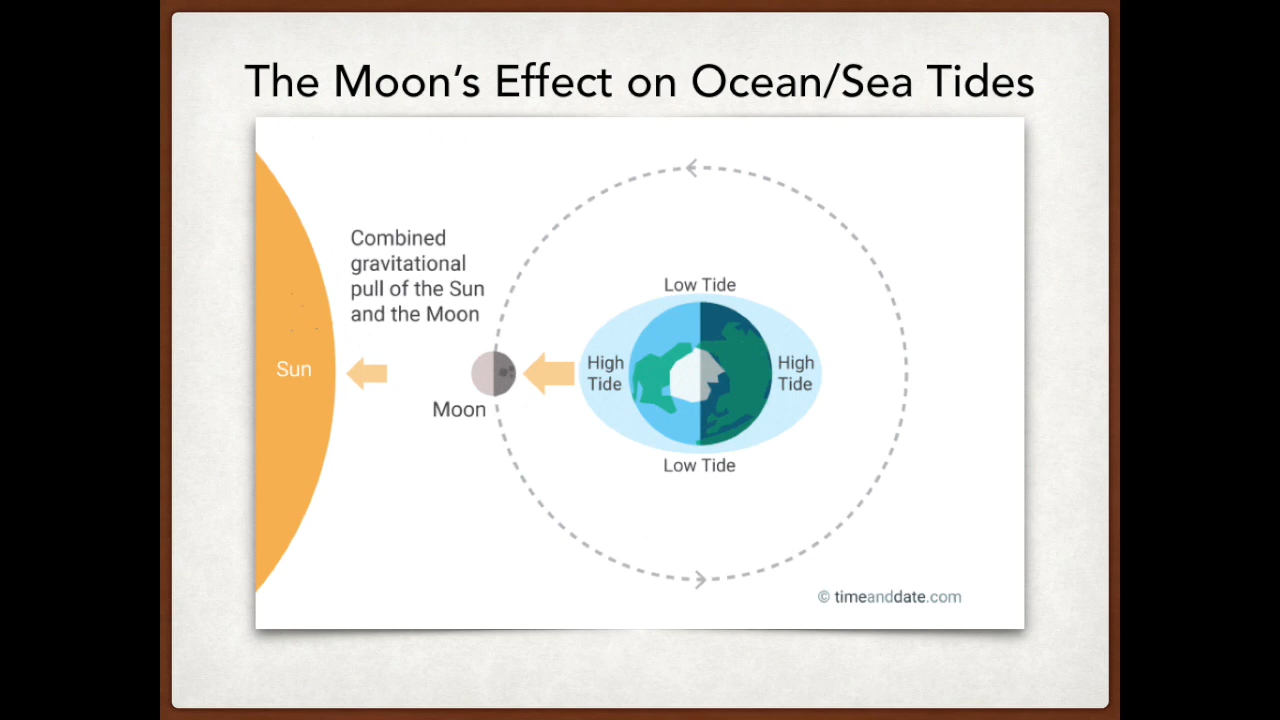 The Moon’s Effect on Ocean/Sea Tides
Combined
gravitational
pull of the Sun
and the Moon
Sun
Moon
Low Tide
High
Tide
High
Tide
Low Tide
© timeanddate.com